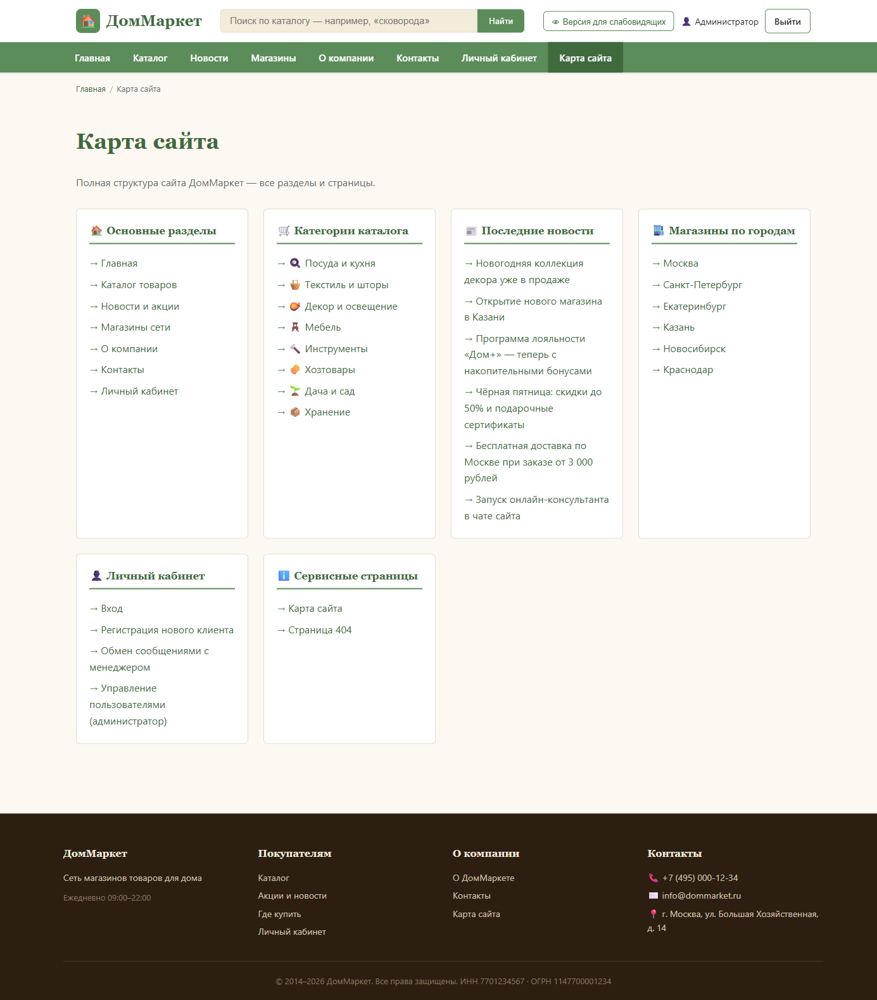 ДомМаркет
Поиск по каталогу — например, «сковорода»
Найти
Версия для слабовидящих
Администратор
Выйти
Главная
Каталог
Новости
Магазины
О компании
Контакты
Личный кабинет
Карта сайта
Главная / Карта сайта
Карта сайта
Полная структура сайта ДомМаркет — все разделы и страницы.
Основные разделы
→ Главная
→ Каталог товаров
→ Новости и акции
→ Магазины сети
→ О компании
→ Контакты
→ Личный кабинет
Категории каталога
→ Посуда и кухня
→ Текстиль и шторы
→ Декор и освещение
→ Мебель
→ Инструменты
→ Хозтовары
→ Дача и сад
→ Хранение
Последние новости
→ Новогодняя коллекция
декора уже в продаже
→ Открытие нового магазина
в Казани
→ Программа лояльности
«Дом+» — теперь с
накопительными бонусами
→ Чёрная пятница: скидки до
50% и подарочные
сертификаты
→ Бесплатная доставка по
Москве при заказе от 3 000
рублей
→ Запуск онлайн-консультанта
в чате сайта
Магазины по городам
→ Москва
→ Санкт-Петербург
→ Екатеринбург
→ Казань
→ Новосибирск
→ Краснодар
Личный кабинет
→ Вход
→ Регистрация нового клиента
→ Обмен сообщениями с
менеджером
→ Управление
пользователями
(администратор)
Сервисные страницы
→ Карта сайта
→ Страница 404
ДомМаркет
Сеть магазинов товаров для дома
Ежедневно 09:00–22:00
Покупателям
Каталог
Акции и новости
Где купить
Личный кабинет
О компании
О ДомМаркете
Контакты
Карта сайта
Контакты
+7 (495) 000-12-34
info@dommarket.ru
г. Москва, ул. Большая Хозяйственная,
д. 14
© 2014–2026 ДомМаркет. Все права защищены. ИНН 7701234567 · ОГРН 1147700001234